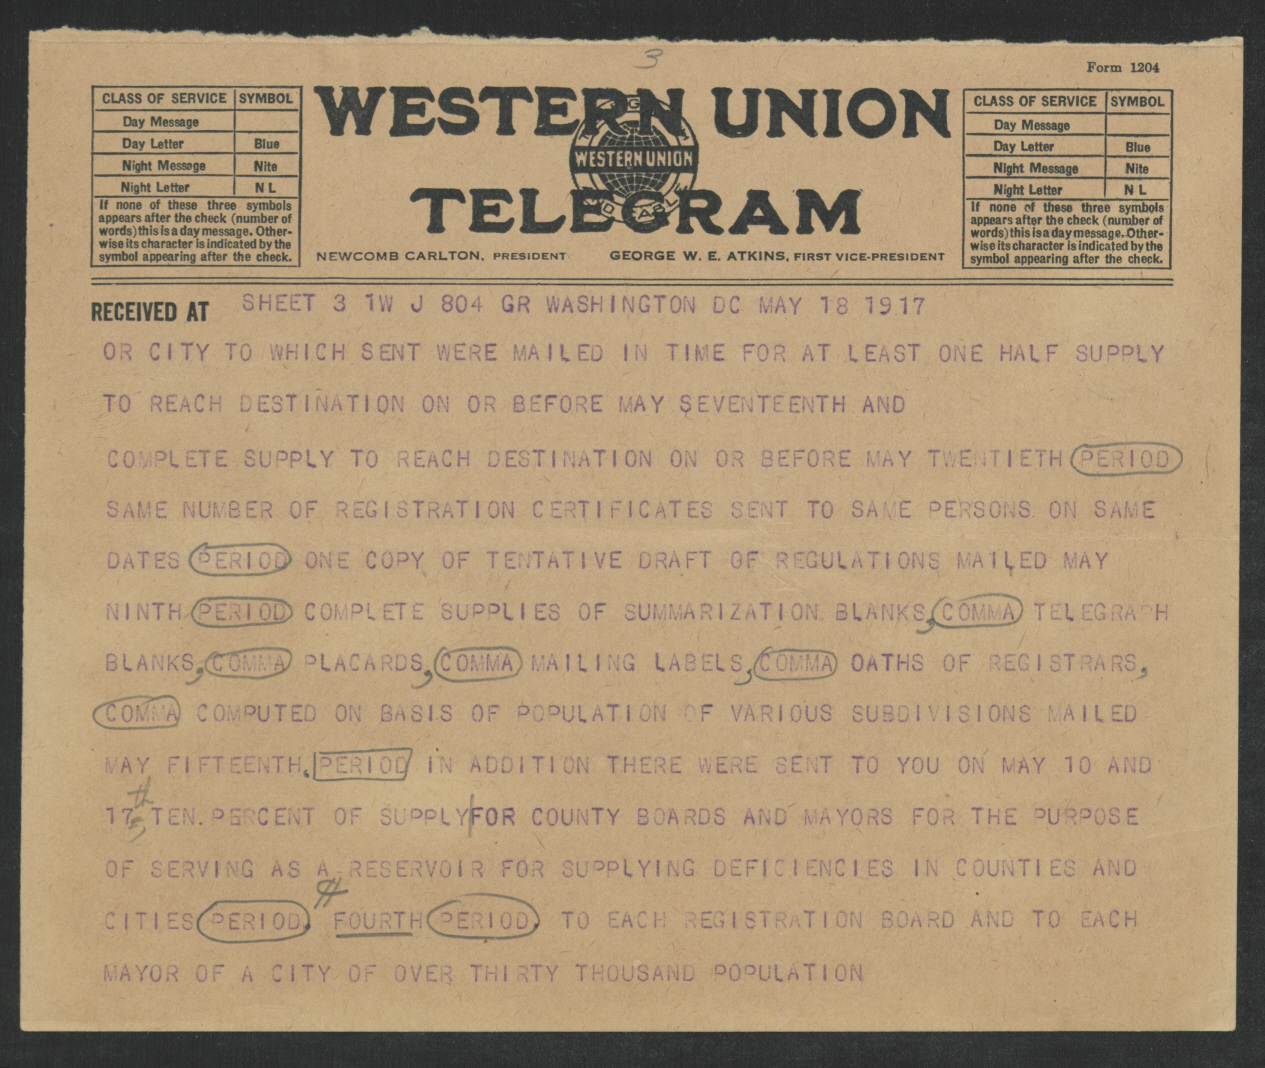 3
Form 1204
CLASS OF SERVICE SYMBOL
Day Message
Day Letter Blue
Night Message Nite
Night Letter N L
If none of these three symbols
appears after the check (number of
words) this is a day message. Other-
wise its character is indicated by the
symbol appearing after the check.
WESTERN UNION
WESTERN UNION
TELEGRAM
NEWCOMB CARLTON, PRESIDENT GEORGE W. E. ATKINS, FIRST VICE-PRESIDENT
CLASS OF SERVICE SYMBOL
Day Message
Day Letter Blue
Night Message Nite
Night Letter N L
If none of these three symbols
appears after the check (number of
words) this is a day message. Other-
wise its character is indicated by the
symbol appearing after the check.
RECEIVED AT SHEET 3 1W J 804 GR WASHINGTON DC MAY 18 1917
OR CITY TO WHICH SENT WERE MAILED IN TIME FOR AT LEAST ONE HALF SUPPLY
TO REACH DESTINATION ON OR BEFORE MAY SEVENTEENTH AND
COMPLETE SUPPLY TO REACH DESTINATION ON OR BEFORE MAY TWENTIETH PERIOD
SAME NUMBER OF REGISTRATION CERTIFICATES SENT TO SAME PERSONS ON SAME
DATES PERIOD ONE COPY OF TENTATIVE DRAFT OF REGULATIONS MAILED MAY
NINTH PERIOD COMPLETE SUPPLIES OF SUMMARIZATION BLANKS, COMMA TELEGRAPH
BLANKS, COMMA PLACARDS, COMMA MAILING LABELS, COMMA OATHS OF REGISTRARS,
COMMA COMPUTED ON BASIS OF POPULATION OF VARIOUS SUBDIVISIONS MAILED
MAY FIFTEENTH. PERIOD IN ADDITION THERE WERE SENT TO YOU ON MAY 10 AND
17th, TEN PERCENT OF SUPPLY FOR COUNTY BOARDS AND MAYORS FOR THE PURPOSE
OF SERVING AS A RESERVOIR FOR SUPPLYING DEFICIENCIES IN COUNTIES AND
CITIES PERIOD. FOURTH PERIOD. TO EACH REGISTRATION BOARD AND TO EACH
MAYOR OF A CITY OF OVER THIRTY THOUSAND POPULATION